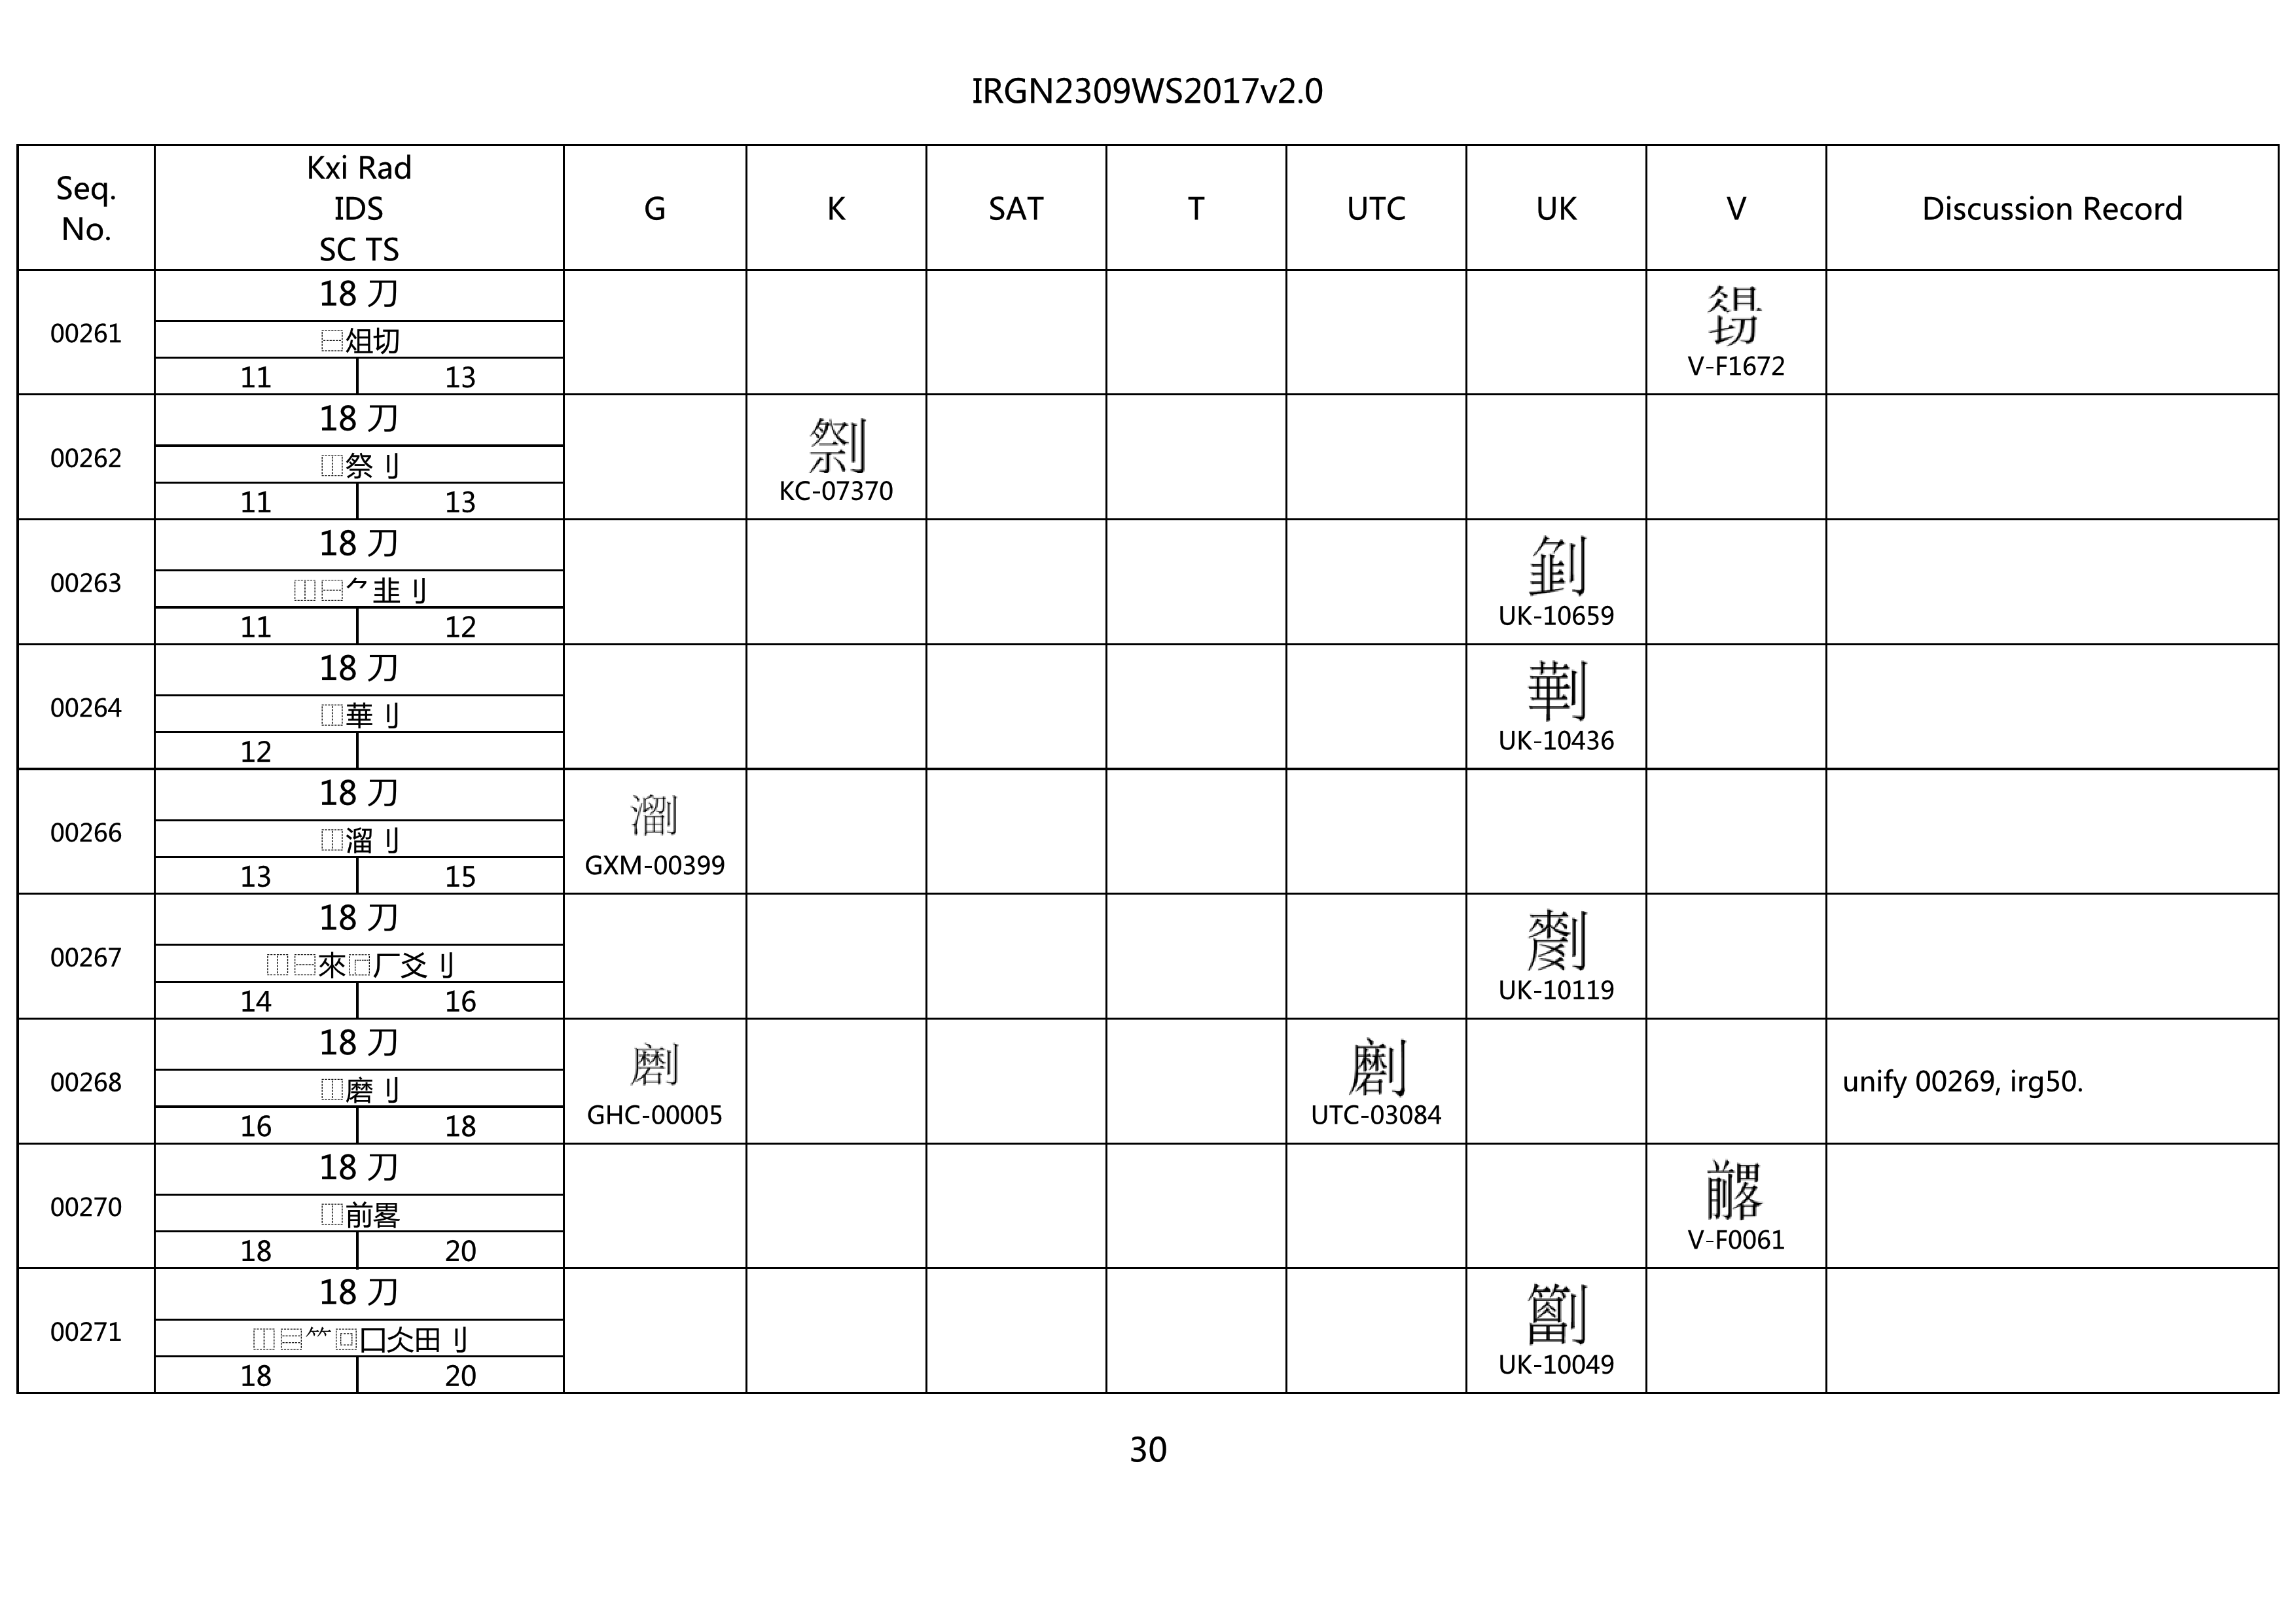 IRGN2309WS2017v2.0
Seq. No.
Kxi Rad
IDS
SC TS
G
K
SAT
T
UTC
UK
V
Discussion Record
00261
18 刀
⿱俎切
11 13
V-F1672
00262
18 刀
⿰祭刂
11 13
KC-07370
00263
18 刀
⿰⿱⺈韭刂
11 12
UK-10659
00264
18 刀
⿰華刂
12
UK-10436
00266
18 刀
⿰溜刂
13 15
GXM-00399
00267
18 刀
⿰⿱來⿸厂爻刂
14 16
UK-10119
00268
18 刀
⿰磨刂
16 18
GHC-00005
UTC-03084
unify 00269, irg50.
00270
18 刀
⿰前畧
18 20
V-F0061
00271
18 刀
⿰⿳⺮⿴囗仌田刂
18 20
UK-10049
30